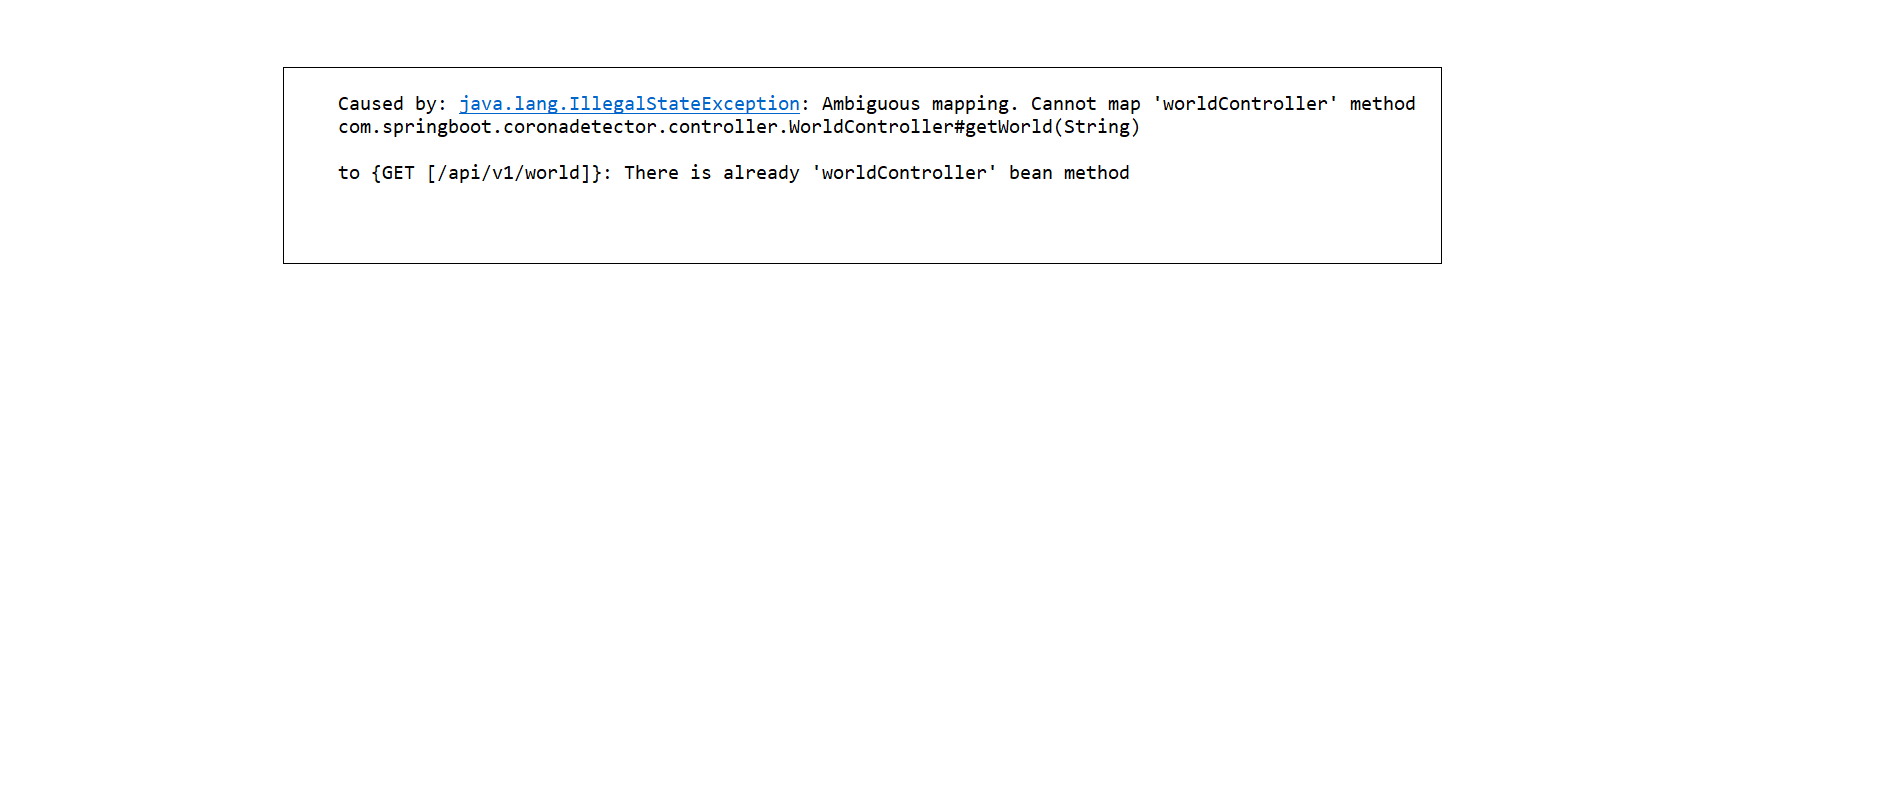 Caused by: java.lang.IllegalStateException: Ambiguous mapping. Cannot map 'worldController' method
com.springboot.coronadetector.controller.WorldController#getWorld(String)
to {GET [/api/v1/world]}: There is already 'worldController' bean method